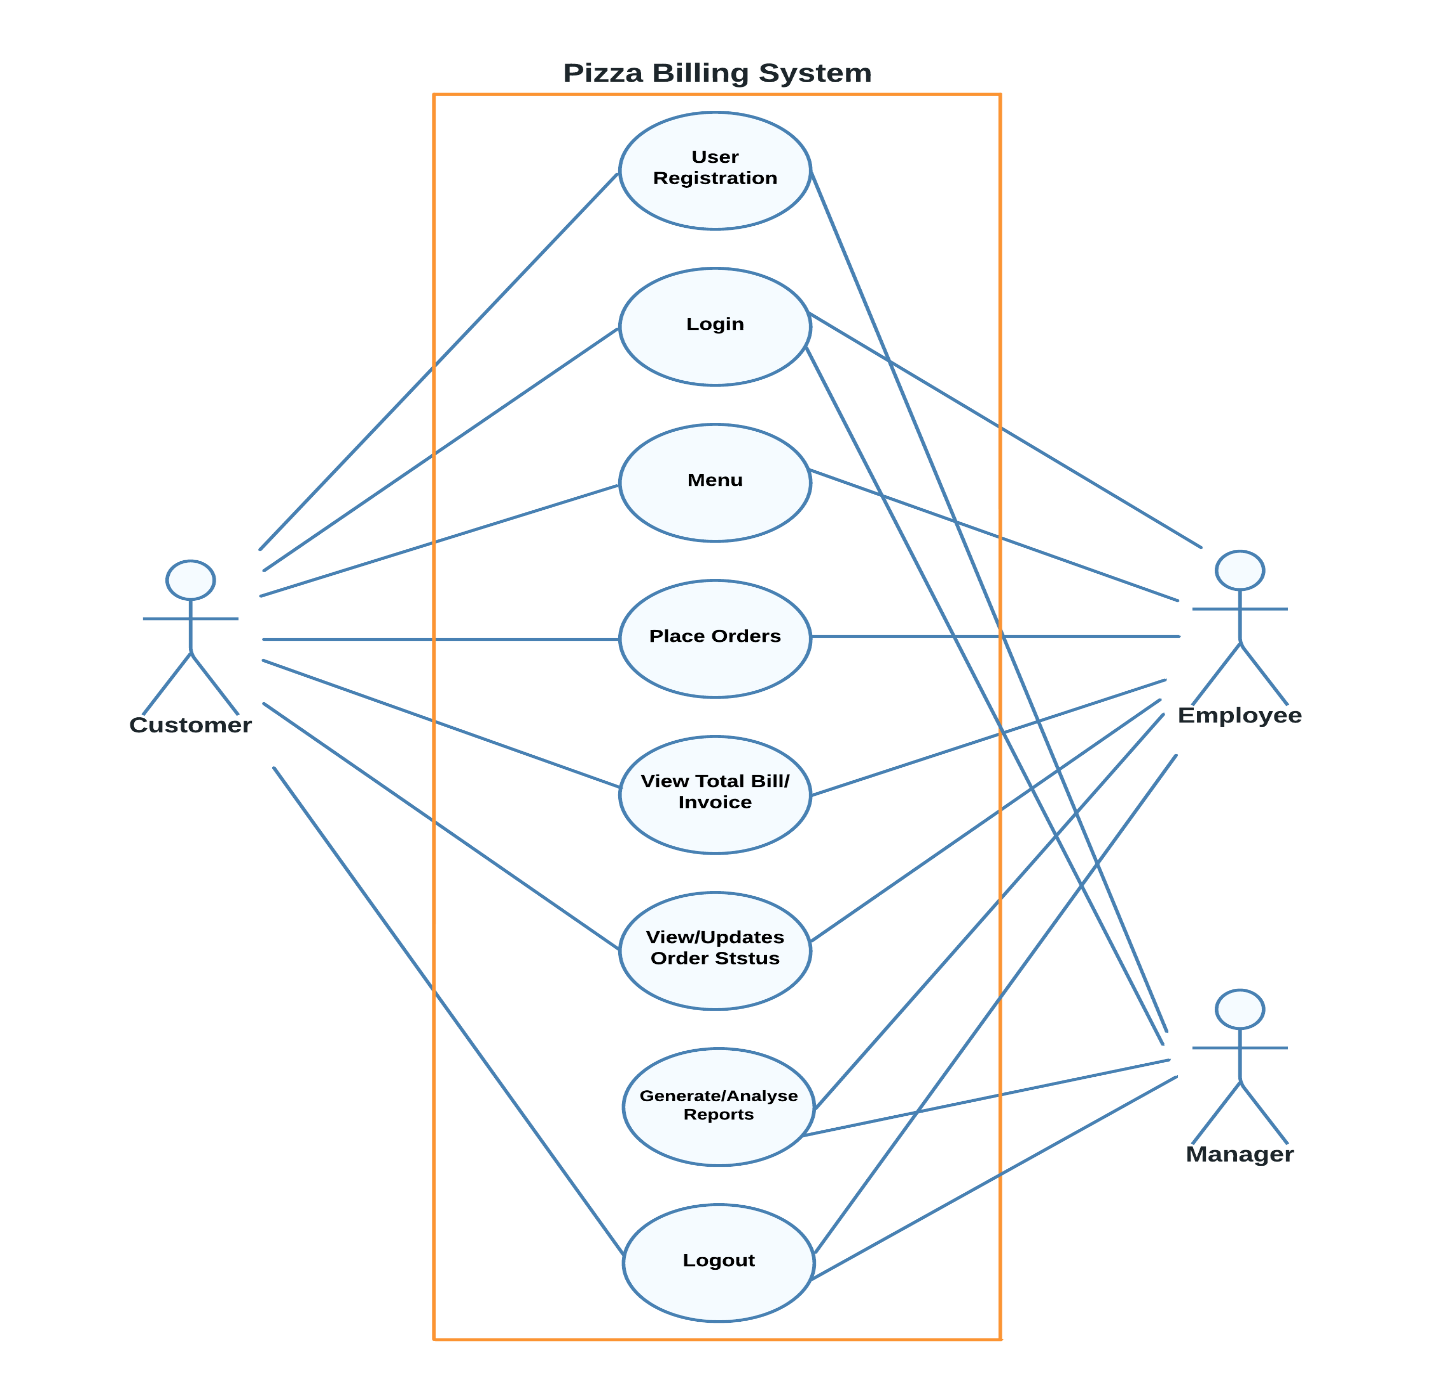 Pizza Billing System
User
Registration
Login
Menu
Place Orders
View Total Bill/
Invoice
View/Updates
Order Ststus
Generate/Analyse
Reports
Logout
Customer
Employee
Manager